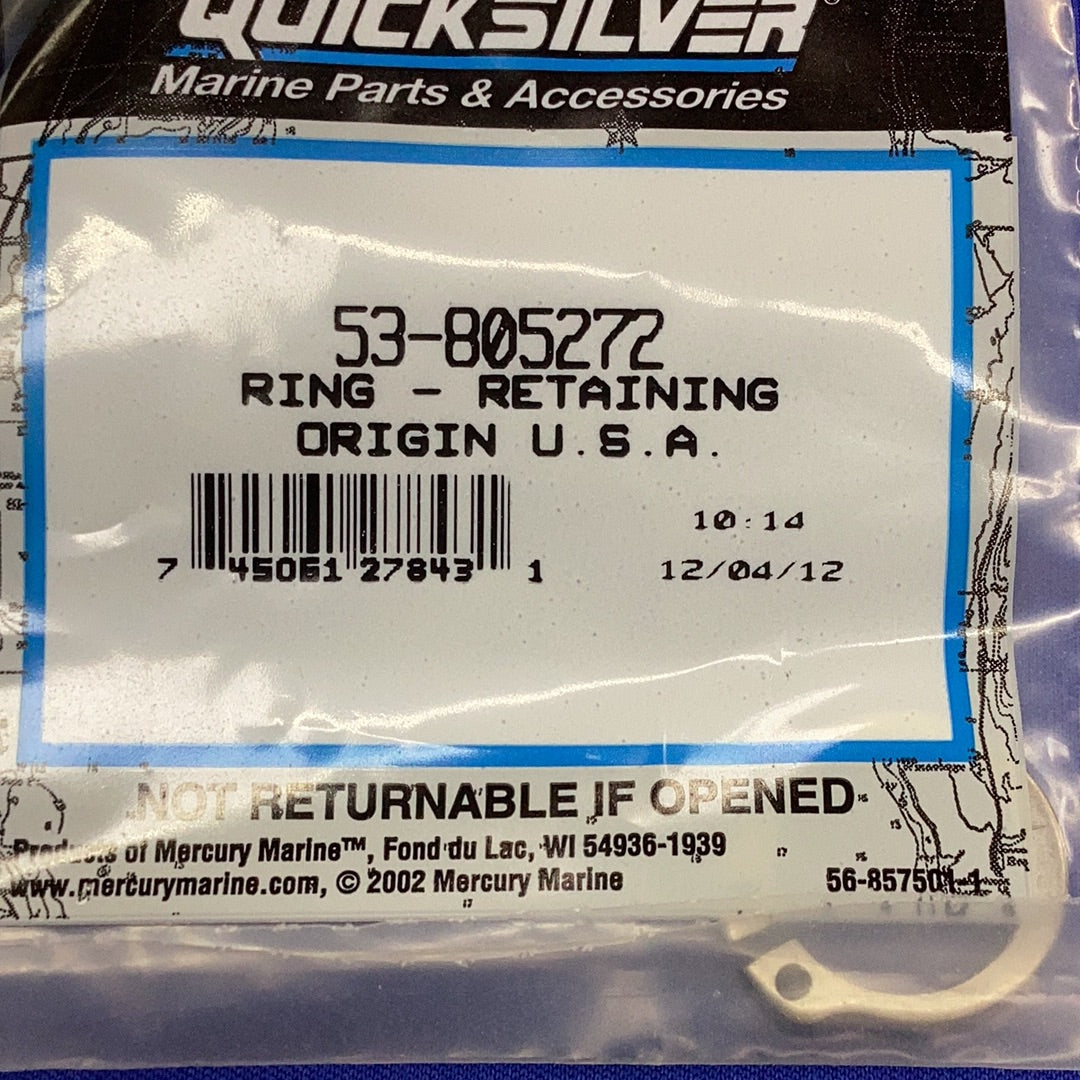 QUICKSILVER
Marine Parts & Accessories
53-805272
RING - RETAINING
ORIGIN U.S.A.
7 45061 27843 1
10:14
12/04/12
NOT RETURNABLE IF OPENED
Products of Mercury Marine™, Fond du Lac, WI 54936-1939
www.mercurymarine.com, © 2002 Mercury Marine
56-857501-1